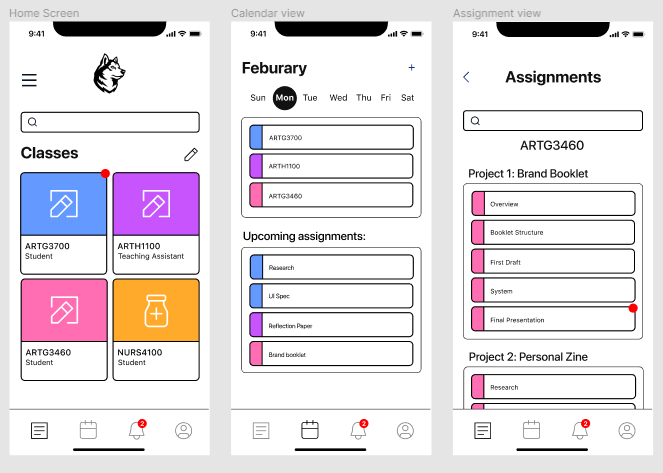 Home Screen
9:41
Classes
ARTG3700
Student
ARTH1100
Teaching Assistant
ARTG3460
Student
NURS4100
Student
2
Calendar view
9:41
Feburary
+
Sun Mon Tue Wed Thu Fri Sat
ARTG3700
ARTH1100
ARTG3460
Upcoming assignments:
Research
UI Spec
Reflection Paper
Brand booklet
2
Assignment view
9:41
Assignments
ARTG3460
Project 1: Brand Booklet
Overview
Booklet Structure
First Draft
System
Final Presentation
Project 2: Personal Zine
Research
2